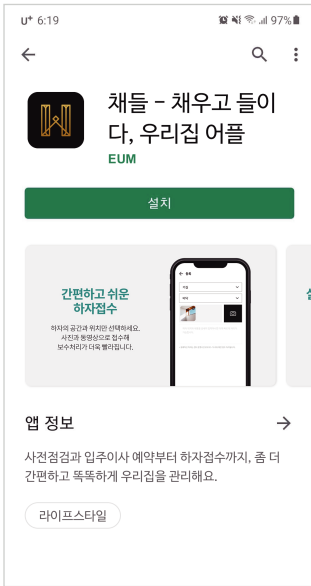 U+ 6:19 97%
채들 - 채우고 들이
다, 우리집 어플
EUM
설치
간편하고 쉬운
하자접수
하자의 공간과 위치만 선택하세요.
사진과 동영상으로 접수해
보수처리가 더욱 빨라집니다.
앱 정보
사전점검과 입주이사 예약부터 하자접수까지, 좀 더
간편하고 똑똑하게 우리집을 관리해요.
라이프스타일